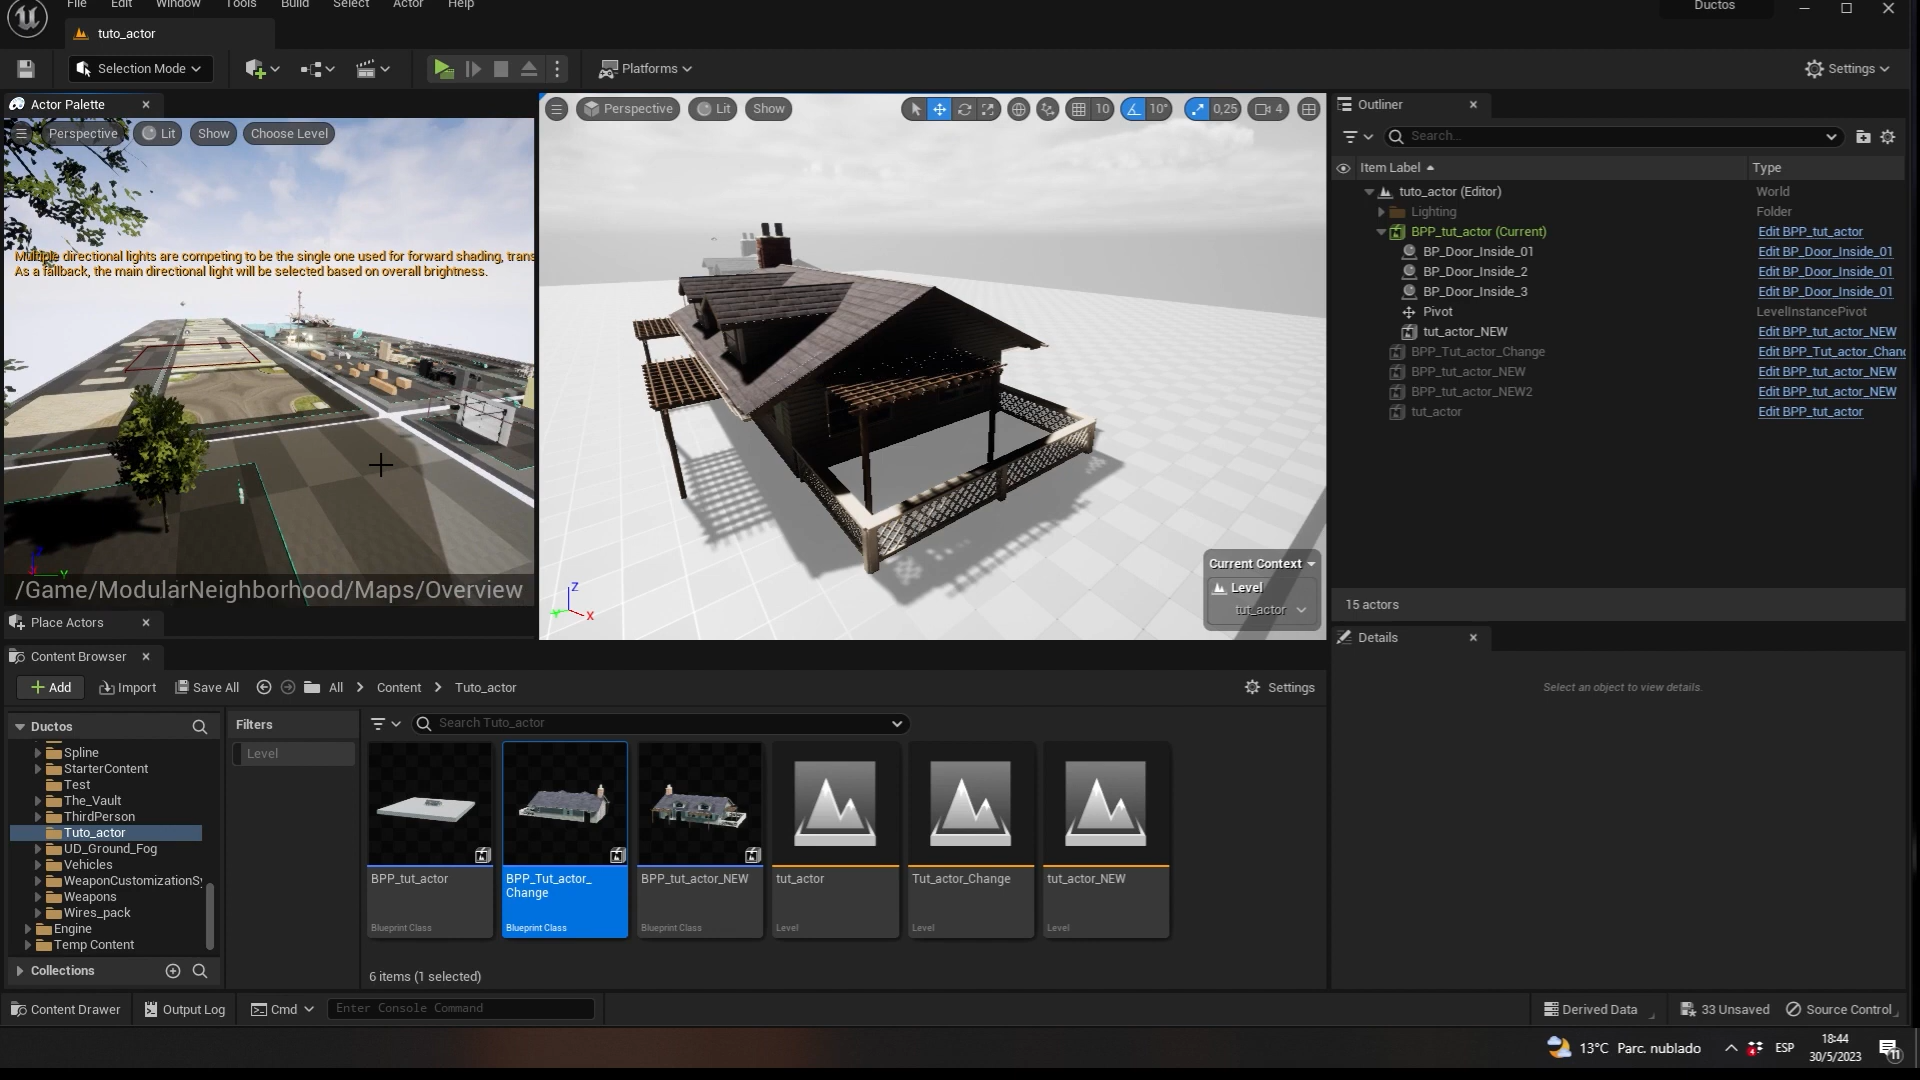 File Edit Window Tools Build Select Actor Help
Ductos
tuto_actor
Selection Mode
Platforms
Settings
Actor Palette
Perspective Lit Show Choose Level
Multiple directional lights are competing to be the single one used for forward shading, trans
As a fallback, the main directional light will be selected based on overall brightness.
/Game/ModularNeighborhood/Maps/Overview
Place Actors
Perspective Lit Show
10 10° 0,25 4
Current Context
Level
tut_actor
Outliner
Search...
Item Label Type
tuto_actor (Editor) World
Lighting Folder
BPP_tut_actor (Current) Edit BPP_tut_actor
BP_Door_Inside_01 Edit BP_Door_Inside_01
BP_Door_Inside_2 Edit BP_Door_Inside_01
BP_Door_Inside_3 Edit BP_Door_Inside_01
Pivot LevelInstancePivot
tut_actor_NEW Edit BPP_tut_actor_NEW
BPP_Tut_actor_Change Edit BPP_Tut_actor_Chang
BPP_tut_actor_NEW Edit BPP_tut_actor_NEW
BPP_tut_actor_NEW2 Edit BPP_tut_actor_NEW
tut_actor Edit BPP_tut_actor
15 actors
Details
Select an object to view details.
Content Browser
Add Import Save All All Content Tuto_actor Settings
Ductos
Spline
StarterContent
Test
The_Vault
ThirdPerson
Tuto_actor
UD_Ground_Fog
Vehicles
WeaponCustomizationSy
Weapons
Wires_pack
Engine
Temp Content
Collections
Filters
Level
Search Tuto_actor
BPP_tut_actor
Blueprint Class
BPP_Tut_actor_
Change
Blueprint Class
BPP_tut_actor_NEW
Blueprint Class
tut_actor
Level
Tut_actor_Change
Level
tut_actor_NEW
Level
6 items (1 selected)
Content Drawer Output Log Cmd Enter Console Command
Derived Data 33 Unsaved Source Control
13°C Parc. nublado
ESP
18:44
30/5/2023
11